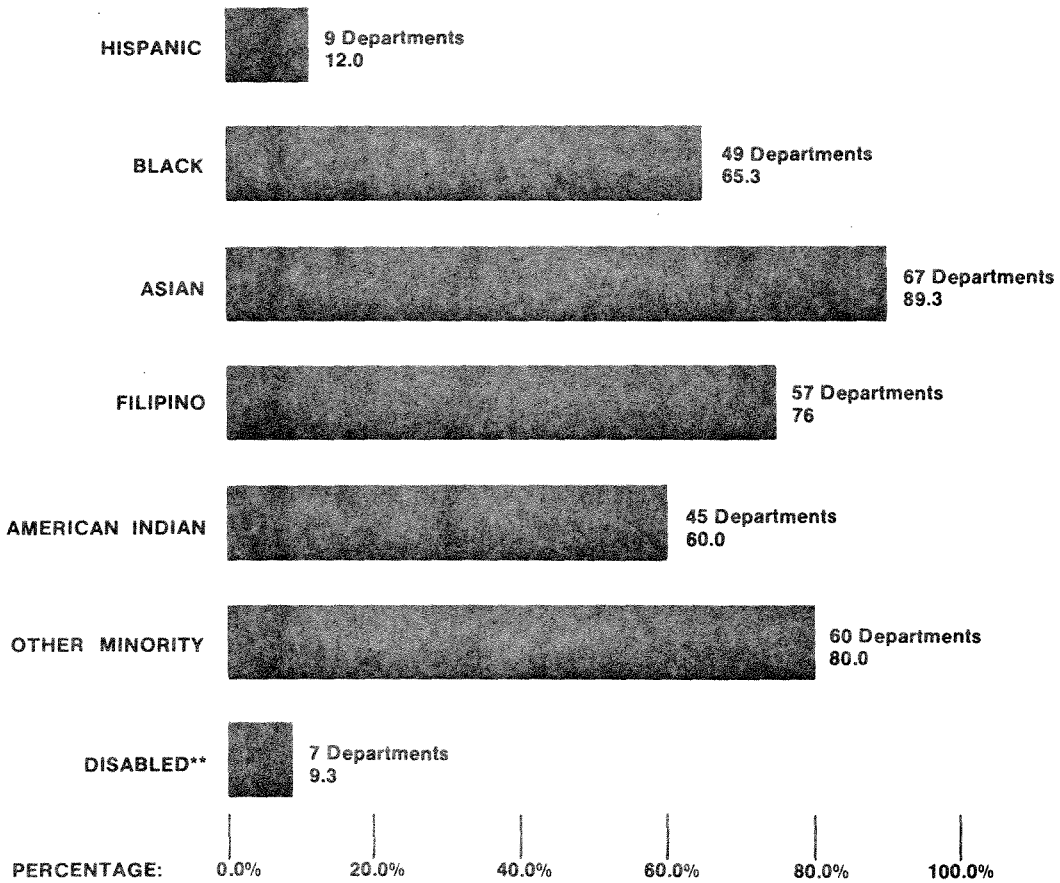 HISPANIC
9 Departments
12.0
BLACK
49 Departments
65.3
ASIAN
67 Departments
89.3
FILIPINO
57 Departments
76
AMERICAN INDIAN
45 Departments
60.0
OTHER MINORITY
60 Departments
80.0
DISABLED**
7 Departments
9.3
PERCENTAGE: 0.0% 20.0% 40.0% 60.0% 80.0% 100.0%